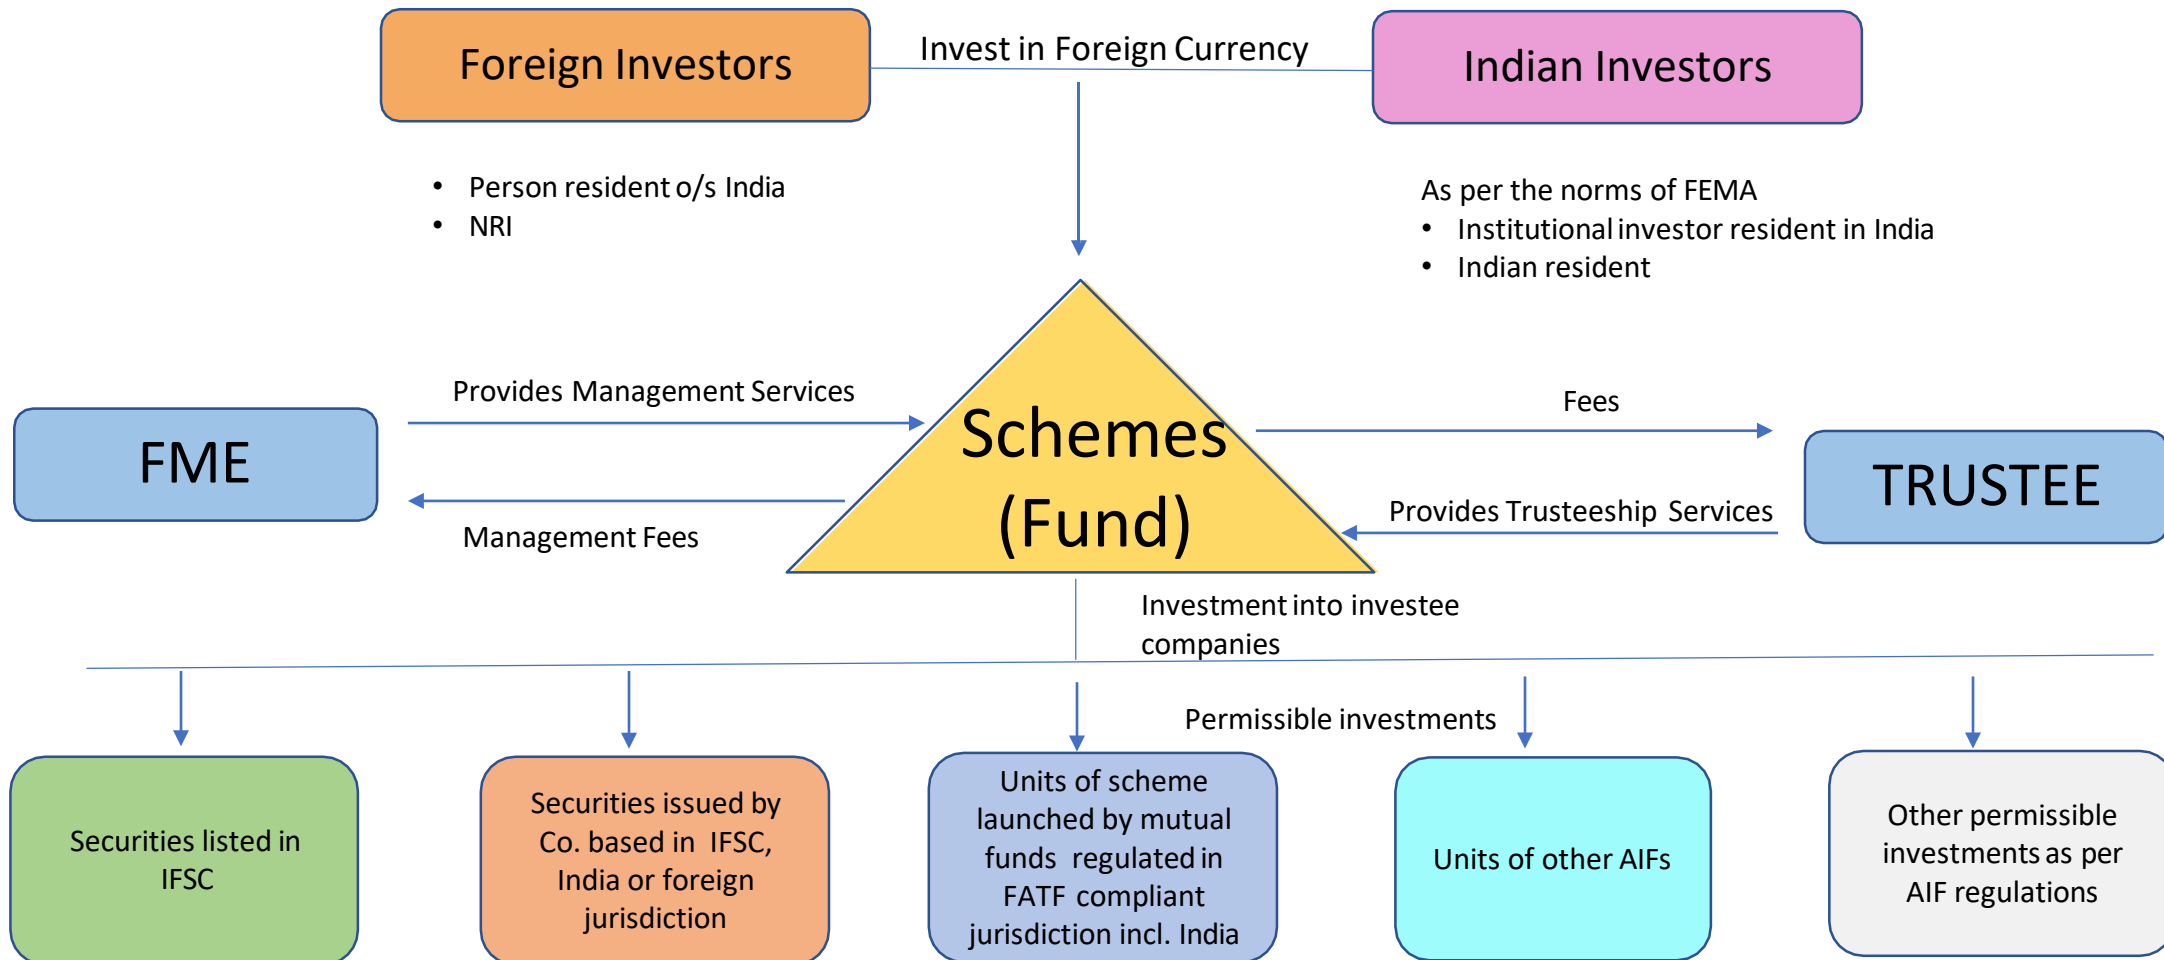 Foreign Investors
Invest in Foreign Currency
Indian Investors
• Person resident o/s India
• NRI
As per the norms of FEMA
• Institutional investor resident in India
• Indian resident
Provides Management Services
Fees
FME
Schemes
(Fund)
TRUSTEE
Management Fees
Provides Trusteeship Services
Investment into investee
companies
Permissible investments
Securities listed in
IFSC
Securities issued by
Co. based in IFSC,
India or foreign
jurisdiction
Units of scheme
launched by mutual
funds regulated in
FATF compliant
jurisdiction incl. India
Units of other AIFs
Other permissible
investments as per
AIF regulations